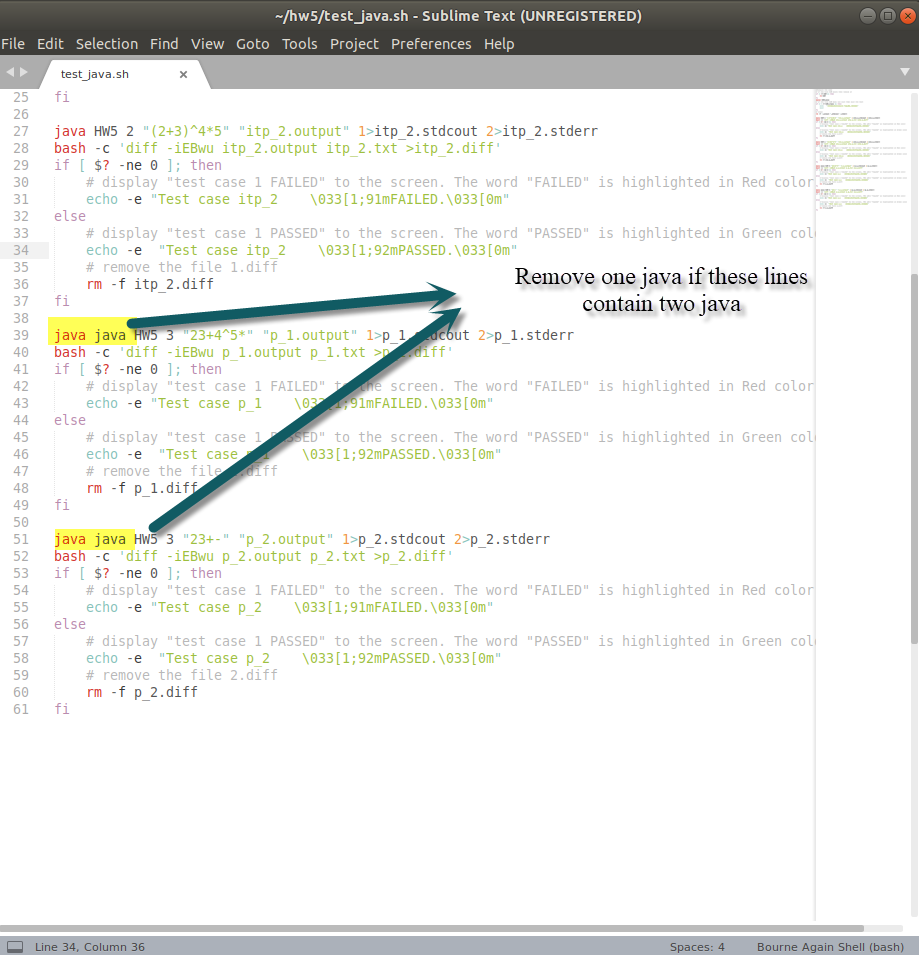 ~/hw5/test_java.sh - Sublime Text (UNREGISTERED)
File Edit Selection Find View Goto Tools Project Preferences Help
test_java.sh ×
25 fi
26
27 java HW5 2 "(2+3)^4*5" "itp_2.output" 1>itp_2.stdcout 2>itp_2.stderr
28 bash -c 'diff -iEBwu itp_2.output itp_2.txt >itp_2.diff'
29 if [ $? -ne 0 ]; then
30 # display "test case 1 FAILED" to the screen. The word "FAILED" is highlighted in Red color
31 echo -e "Test case itp_2    \033[1;91mFAILED.\033[0m"
32 else
33 # display "test case 1 PASSED" to the screen. The word "PASSED" is highlighted in Green col
34 echo -e  "Test case itp_2    \033[1;92mPASSED.\033[0m"
35 # remove the file 1.diff
36 rm -f itp_2.diff
37 fi
38
Remove one java if these lines
contain two java
39 java java HW5 3 "23+4^5*" "p_1.output" 1>p_1.stdcout 2>p_1.stderr
40 bash -c 'diff -iEBwu p_1.output p_1.txt >p_1.diff'
41 if [ $? -ne 0 ]; then
42 # display "test case 1 FAILED" to the screen. The word "FAILED" is highlighted in Red color
43 echo -e "Test case p_1    \033[1;91mFAILED.\033[0m"
44 else
45 # display "test case 1 PASSED" to the screen. The word "PASSED" is highlighted in Green col
46 echo -e  "Test case p_1    \033[1;92mPASSED.\033[0m"
47 # remove the file .diff
48 rm -f p_1.diff
49 fi
50
51 java java HW5 3 "23+-" "p_2.output" 1>p_2.stdcout 2>p_2.stderr
52 bash -c 'diff -iEBwu p_2.output p_2.txt >p_2.diff'
53 if [ $? -ne 0 ]; then
54 # display "test case 1 FAILED" to the screen. The word "FAILED" is highlighted in Red color
55 echo -e "Test case p_2    \033[1;91mFAILED.\033[0m"
56 else
57 # display "test case 1 PASSED" to the screen. The word "PASSED" is highlighted in Green col
58 echo -e  "Test case p_2    \033[1;92mPASSED.\033[0m"
59 # remove the file 2.diff
60 rm -f p_2.diff
61 fi
Line 34, Column 36 Spaces: 4 Bourne Again Shell (bash)